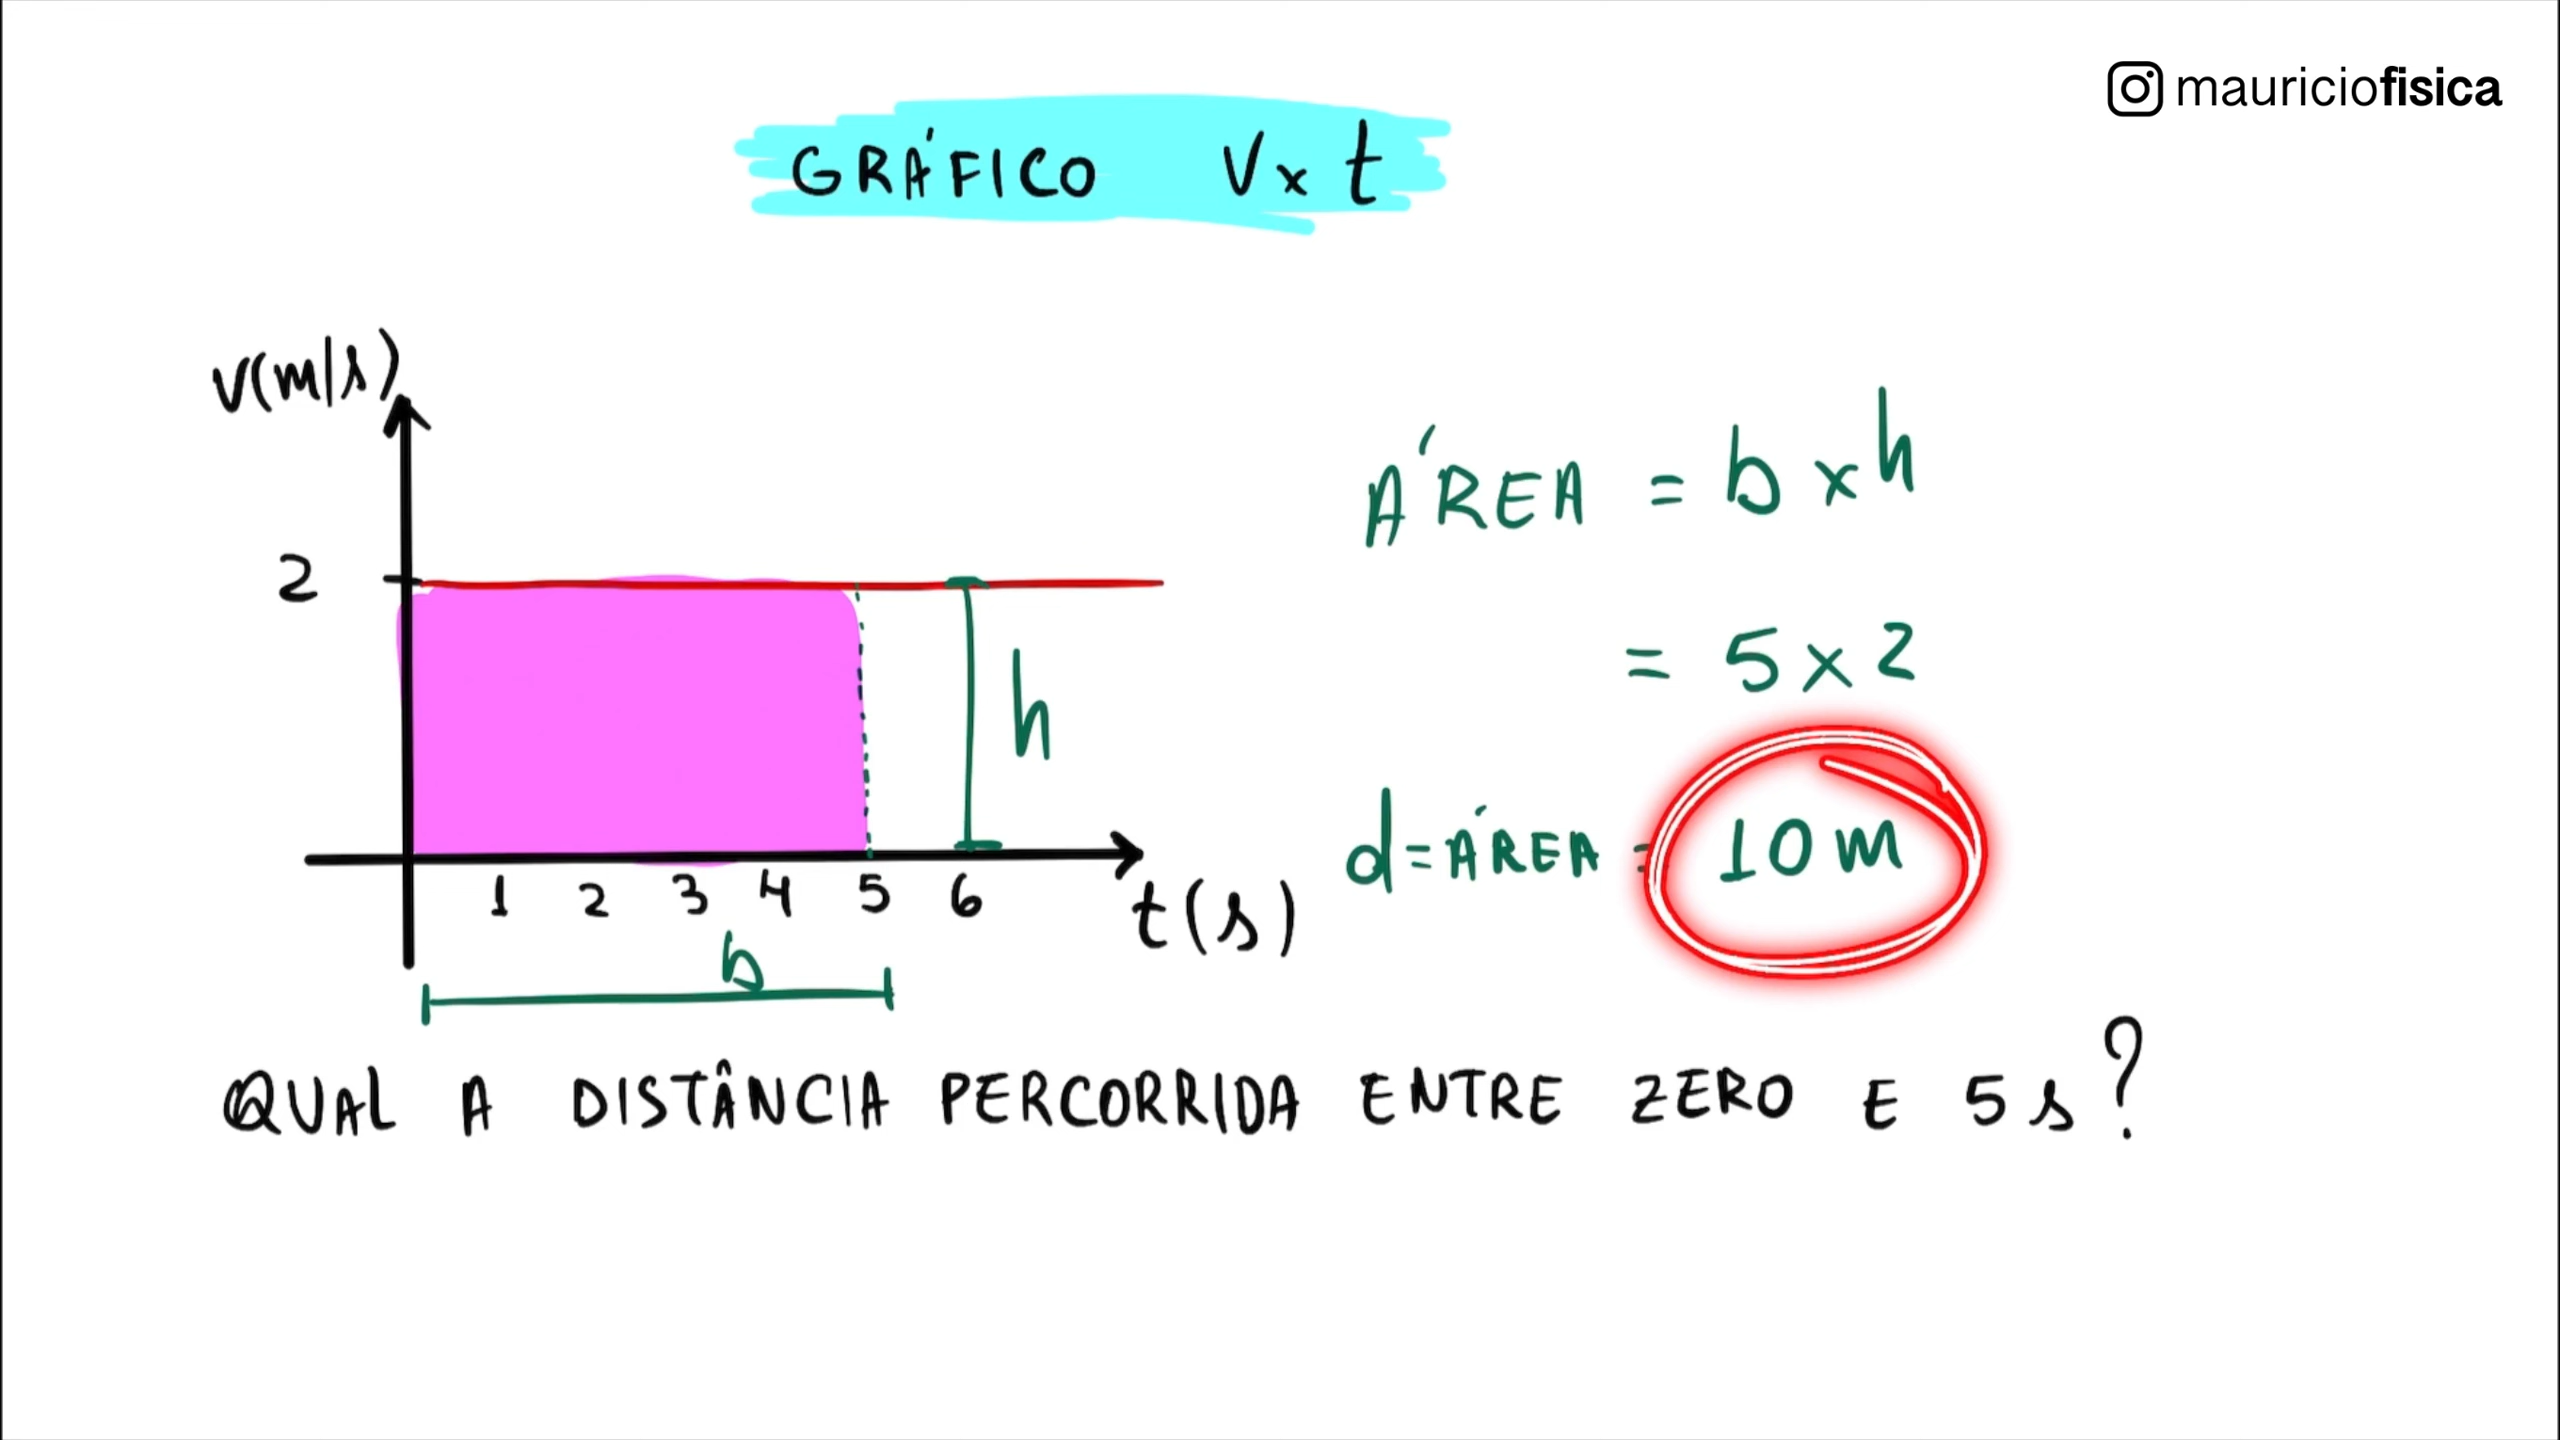 mauriciofisica
GRÁFICO V x t
v(m/s)
2
h
1 2 3 4 5 6
t(s)
b
ÁREA = b x h
= 5 x 2
d = ÁREA = 10 m
QUAL A DISTÂNCIA PERCORRIDA ENTRE ZERO E 5 s?